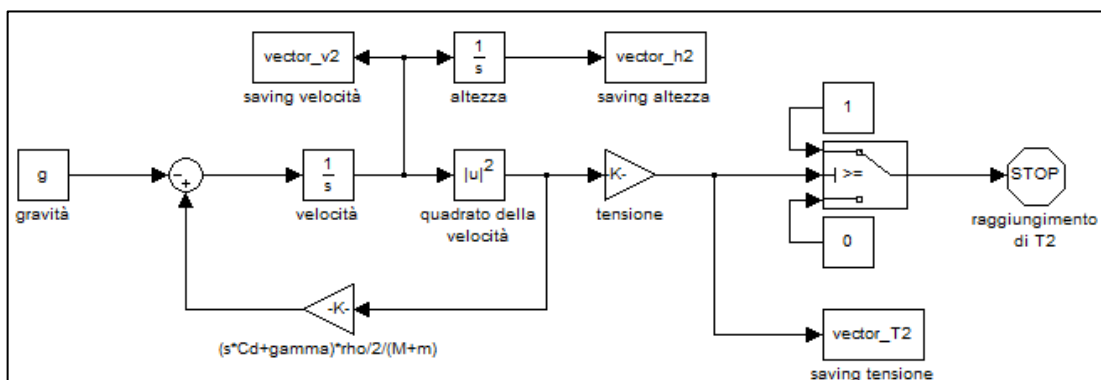 vector_v2
saving velocità
1
s
altezza
vector_h2
saving altezza
g
gravità
-
+
1
s
velocità
|u|2
quadrato della
velocità
-K-
tensione
1
>=
0
STOP
raggiungimento
di T2
-K-
(s*Cd+gamma)*rho/2/(M+m)
vector_T2
saving tensione